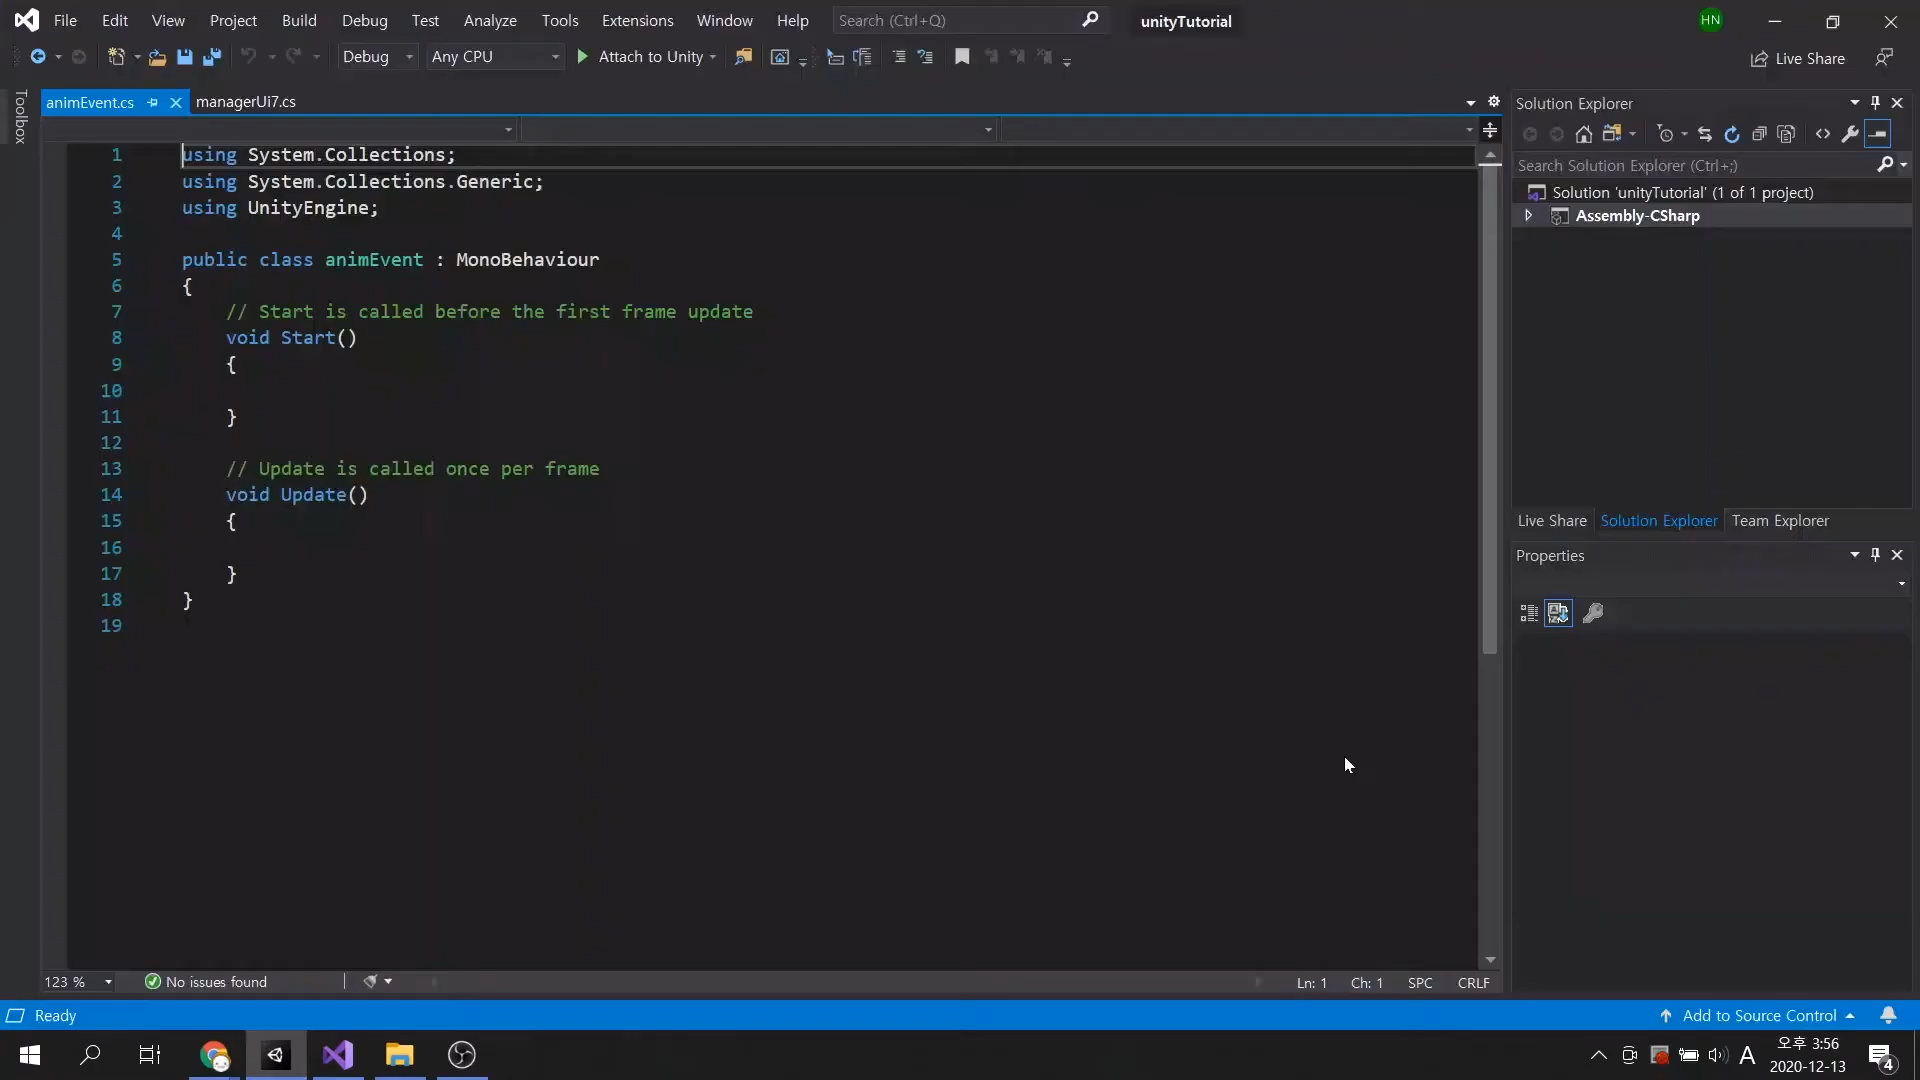 File Edit View Project Build Debug Test Analyze Tools Extensions Window Help Search (Ctrl+Q) unityTutorial HN
Debug Any CPU Attach to Unity Live Share
Toolbox
animEvent.cs managerUi7.cs
1 using System.Collections;
2 using System.Collections.Generic;
3 using UnityEngine;
4
5 public class animEvent : MonoBehaviour
6 {
7 // Start is called before the first frame update
8 void Start()
9 {
10
11 }
12
13 // Update is called once per frame
14 void Update()
15 {
16
17 }
18 }
19
123 % No issues found Ln: 1 Ch: 1 SPC CRLF
Solution Explorer
Search Solution Explorer (Ctrl+;)
Solution 'unityTutorial' (1 of 1 project)
Assembly-CSharp
Live Share Solution Explorer Team Explorer
Properties
Ready Add to Source Control
A 오후 3:56
2020-12-13
4